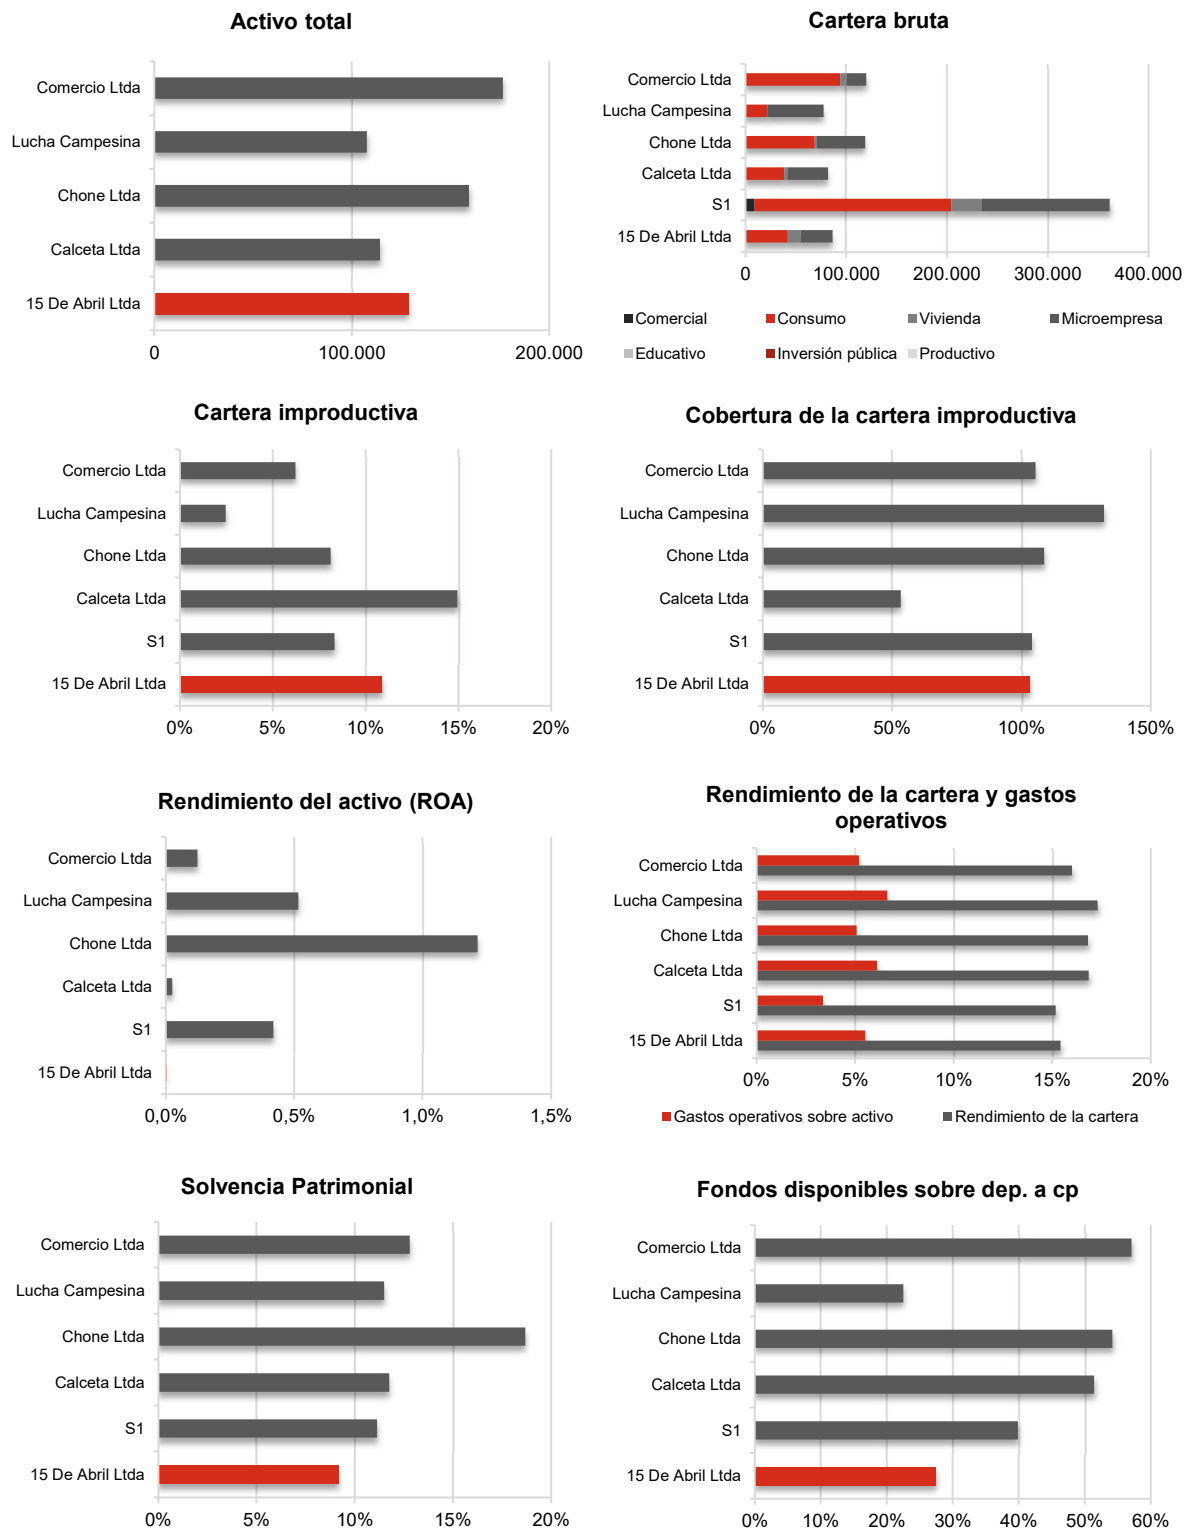 Activo total
Comercio Ltda
Lucha Campesina
Chone Ltda
Calceta Ltda
15 De Abril Ltda
0 100.000 200.000
Cartera bruta
Comercio Ltda
Lucha Campesina
Chone Ltda
Calceta Ltda
S1
15 De Abril Ltda
0 100.000 200.000 300.000 400.000
Comercial Consumo Vivienda Microempresa
Educativo Inversión pública Productivo
Cartera improductiva
Comercio Ltda
Lucha Campesina
Chone Ltda
Calceta Ltda
S1
15 De Abril Ltda
0% 5% 10% 15% 20%
Cobertura de la cartera improductiva
Comercio Ltda
Lucha Campesina
Chone Ltda
Calceta Ltda
S1
15 De Abril Ltda
0% 50% 100% 150%
Rendimiento del activo (ROA)
Comercio Ltda
Lucha Campesina
Chone Ltda
Calceta Ltda
S1
15 De Abril Ltda
0,0% 0,5% 1,0% 1,5%
Rendimiento de la cartera y gastos
operativos
Comercio Ltda
Lucha Campesina
Chone Ltda
Calceta Ltda
S1
15 De Abril Ltda
0% 5% 10% 15% 20%
Gastos operativos sobre activo Rendimiento de la cartera
Solvencia Patrimonial
Comercio Ltda
Lucha Campesina
Chone Ltda
Calceta Ltda
S1
15 De Abril Ltda
0% 5% 10% 15% 20%
Fondos disponibles sobre dep. a cp
Comercio Ltda
Lucha Campesina
Chone Ltda
Calceta Ltda
S1
15 De Abril Ltda
0% 10% 20% 30% 40% 50% 60%